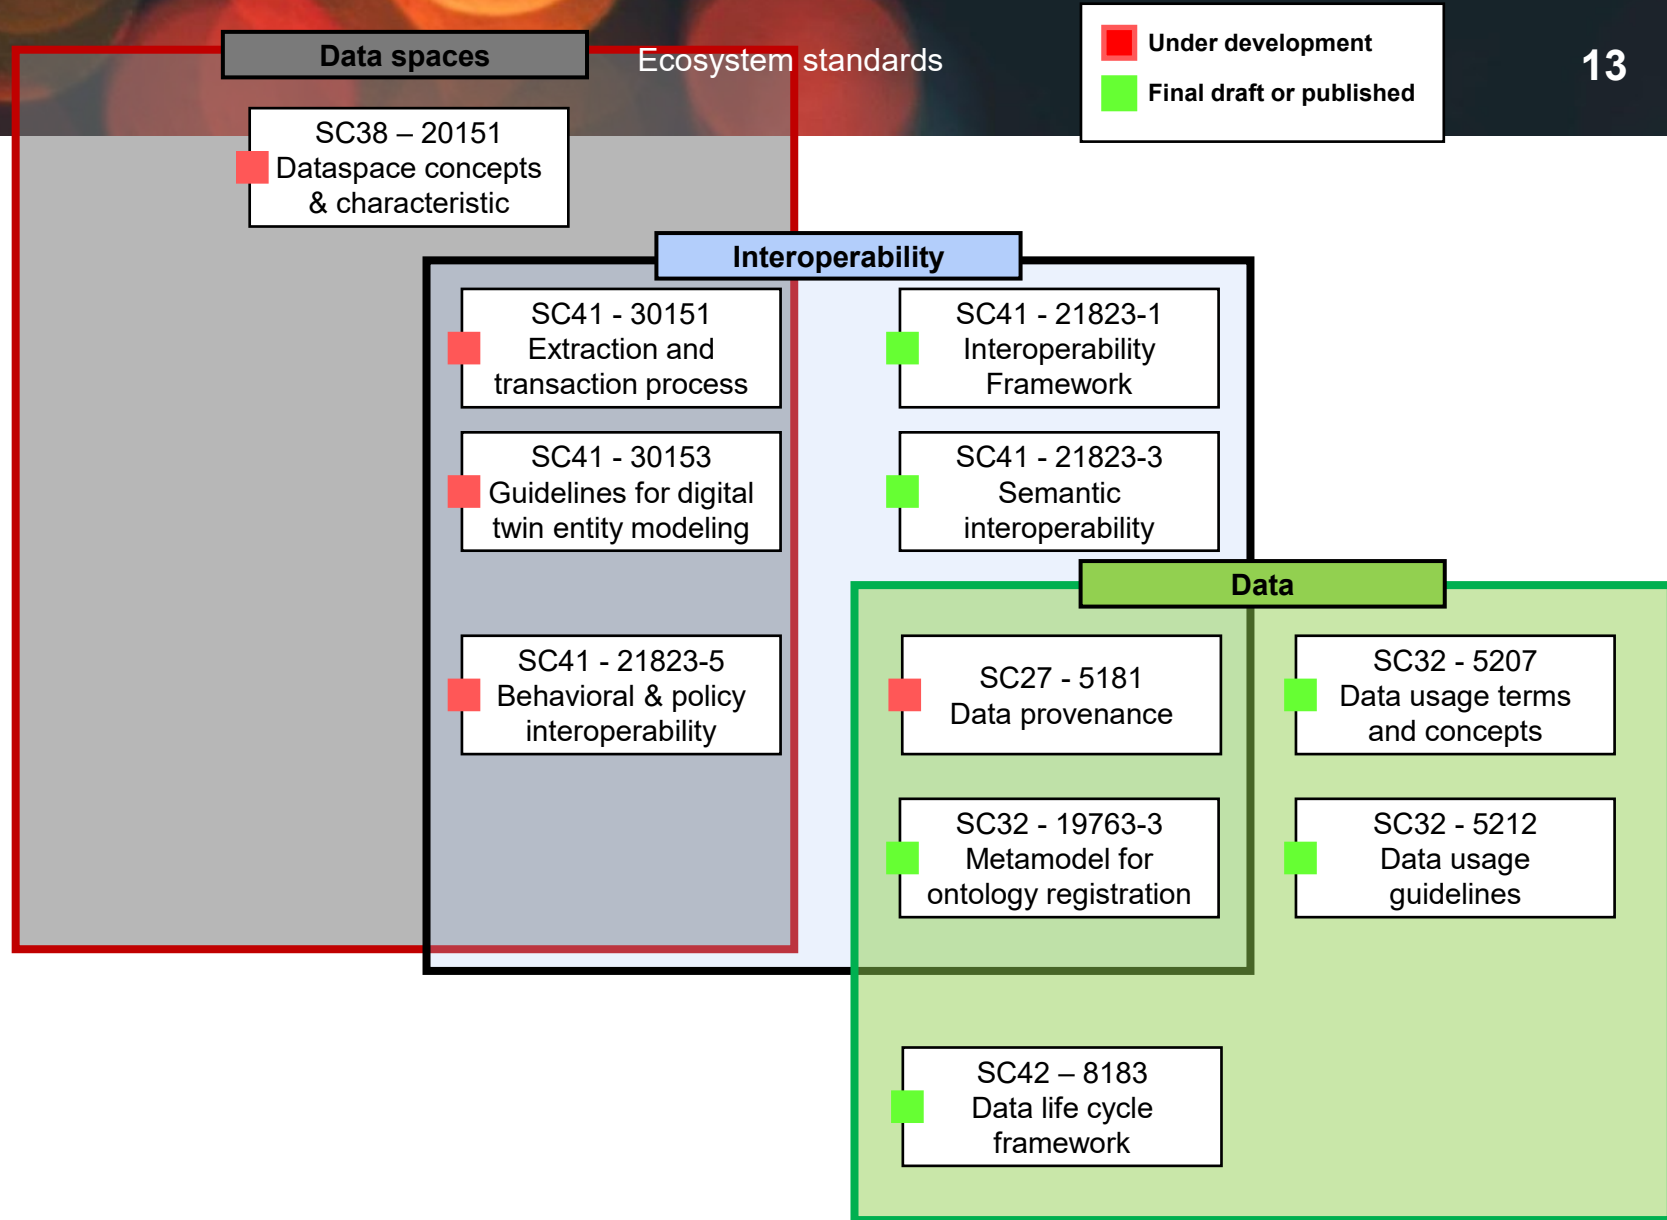 Data spaces
Ecosystem standards
Under development
Final draft or published
13
SC38 – 20151
Dataspace concepts
& characteristic
Interoperability
SC41 - 30151
Extraction and
transaction process
SC41 - 21823-1
Interoperability
Framework
SC41 - 30153
Guidelines for digital
twin entity modeling
SC41 - 21823-3
Semantic
interoperability
Data
SC41 - 21823-5
Behavioral & policy
interoperability
SC27 - 5181
Data provenance
SC32 - 5207
Data usage terms
and concepts
SC32 - 19763-3
Metamodel for
ontology registration
SC32 - 5212
Data usage
guidelines
SC42 – 8183
Data life cycle
framework